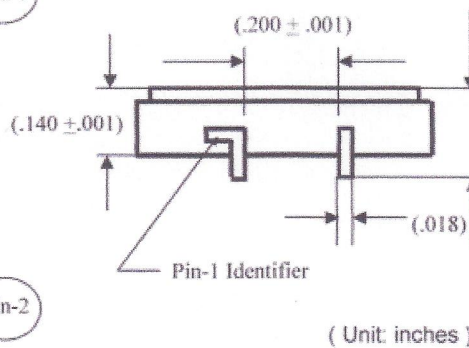 (.200 ± .001)
(.140 ±.001)
(.018)
Pin-1 Identifier
n-2
( Unit: inches )